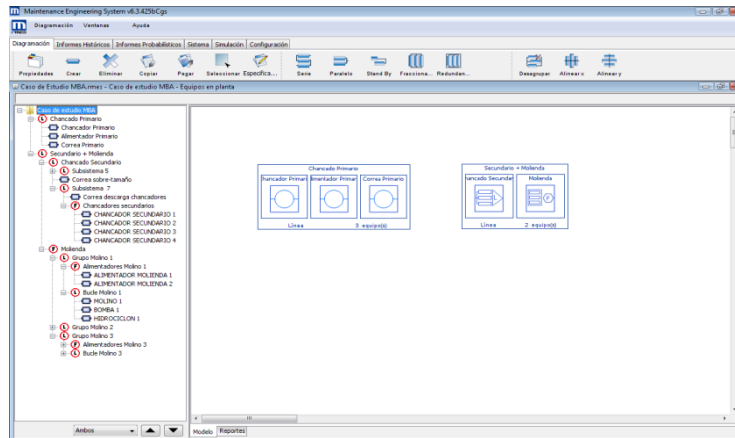 Maintenance Engineering System v6.3.425bCgs
Diagramación Ventanas Ayuda
Diagramación Informes Históricos Informes Probabilísticos Sistema Simulación Configuración
Propiedades Crear Eliminar Copiar Pegar Seleccionar Especifica... Serie Paralelo Stand By Fracciona... Redundan... Desagrupar Alinear x Alinear y
Caso de Estudio MBA.rmes - Caso de estudio MBA - Equipos en planta
Caso de estudio MBA
L Chancado Primario
Chancador Primario
Alimentador Primario
Correa Primario
L Secundario + Molienda
L Chancado Secundario
L Subsistema 5
Correa sobre-tamaño
L Subsistema 7
Correa descarga chancadores
F Chancadores secundarios
CHANCADOR SECUNDARIO 1
CHANCADOR SECUNDARIO 2
CHANCADOR SECUNDARIO 3
CHANCADOR SECUNDARIO 4
F Molienda
L Grupo Molino 1
F Alimentadores Molino 1
ALIMENTADOR MOLIENDA 1
ALIMENTADOR MOLIENDA 2
L Bucle Molino 1
MOLINO 1
BOMBA 1
HIDROCICLON 1
L Grupo Molino 2
L Grupo Molino 3
F Alimentadores Molino 3
L Bucle Molino 3
Ambos
Chancado Primario
hancador Primari limentador Primar Correa Primario
Línea 3 equipo(s)
Secundario + Molienda
hancado Secundar Molienda
Línea 2 equipo(s)
Modelo Reportes